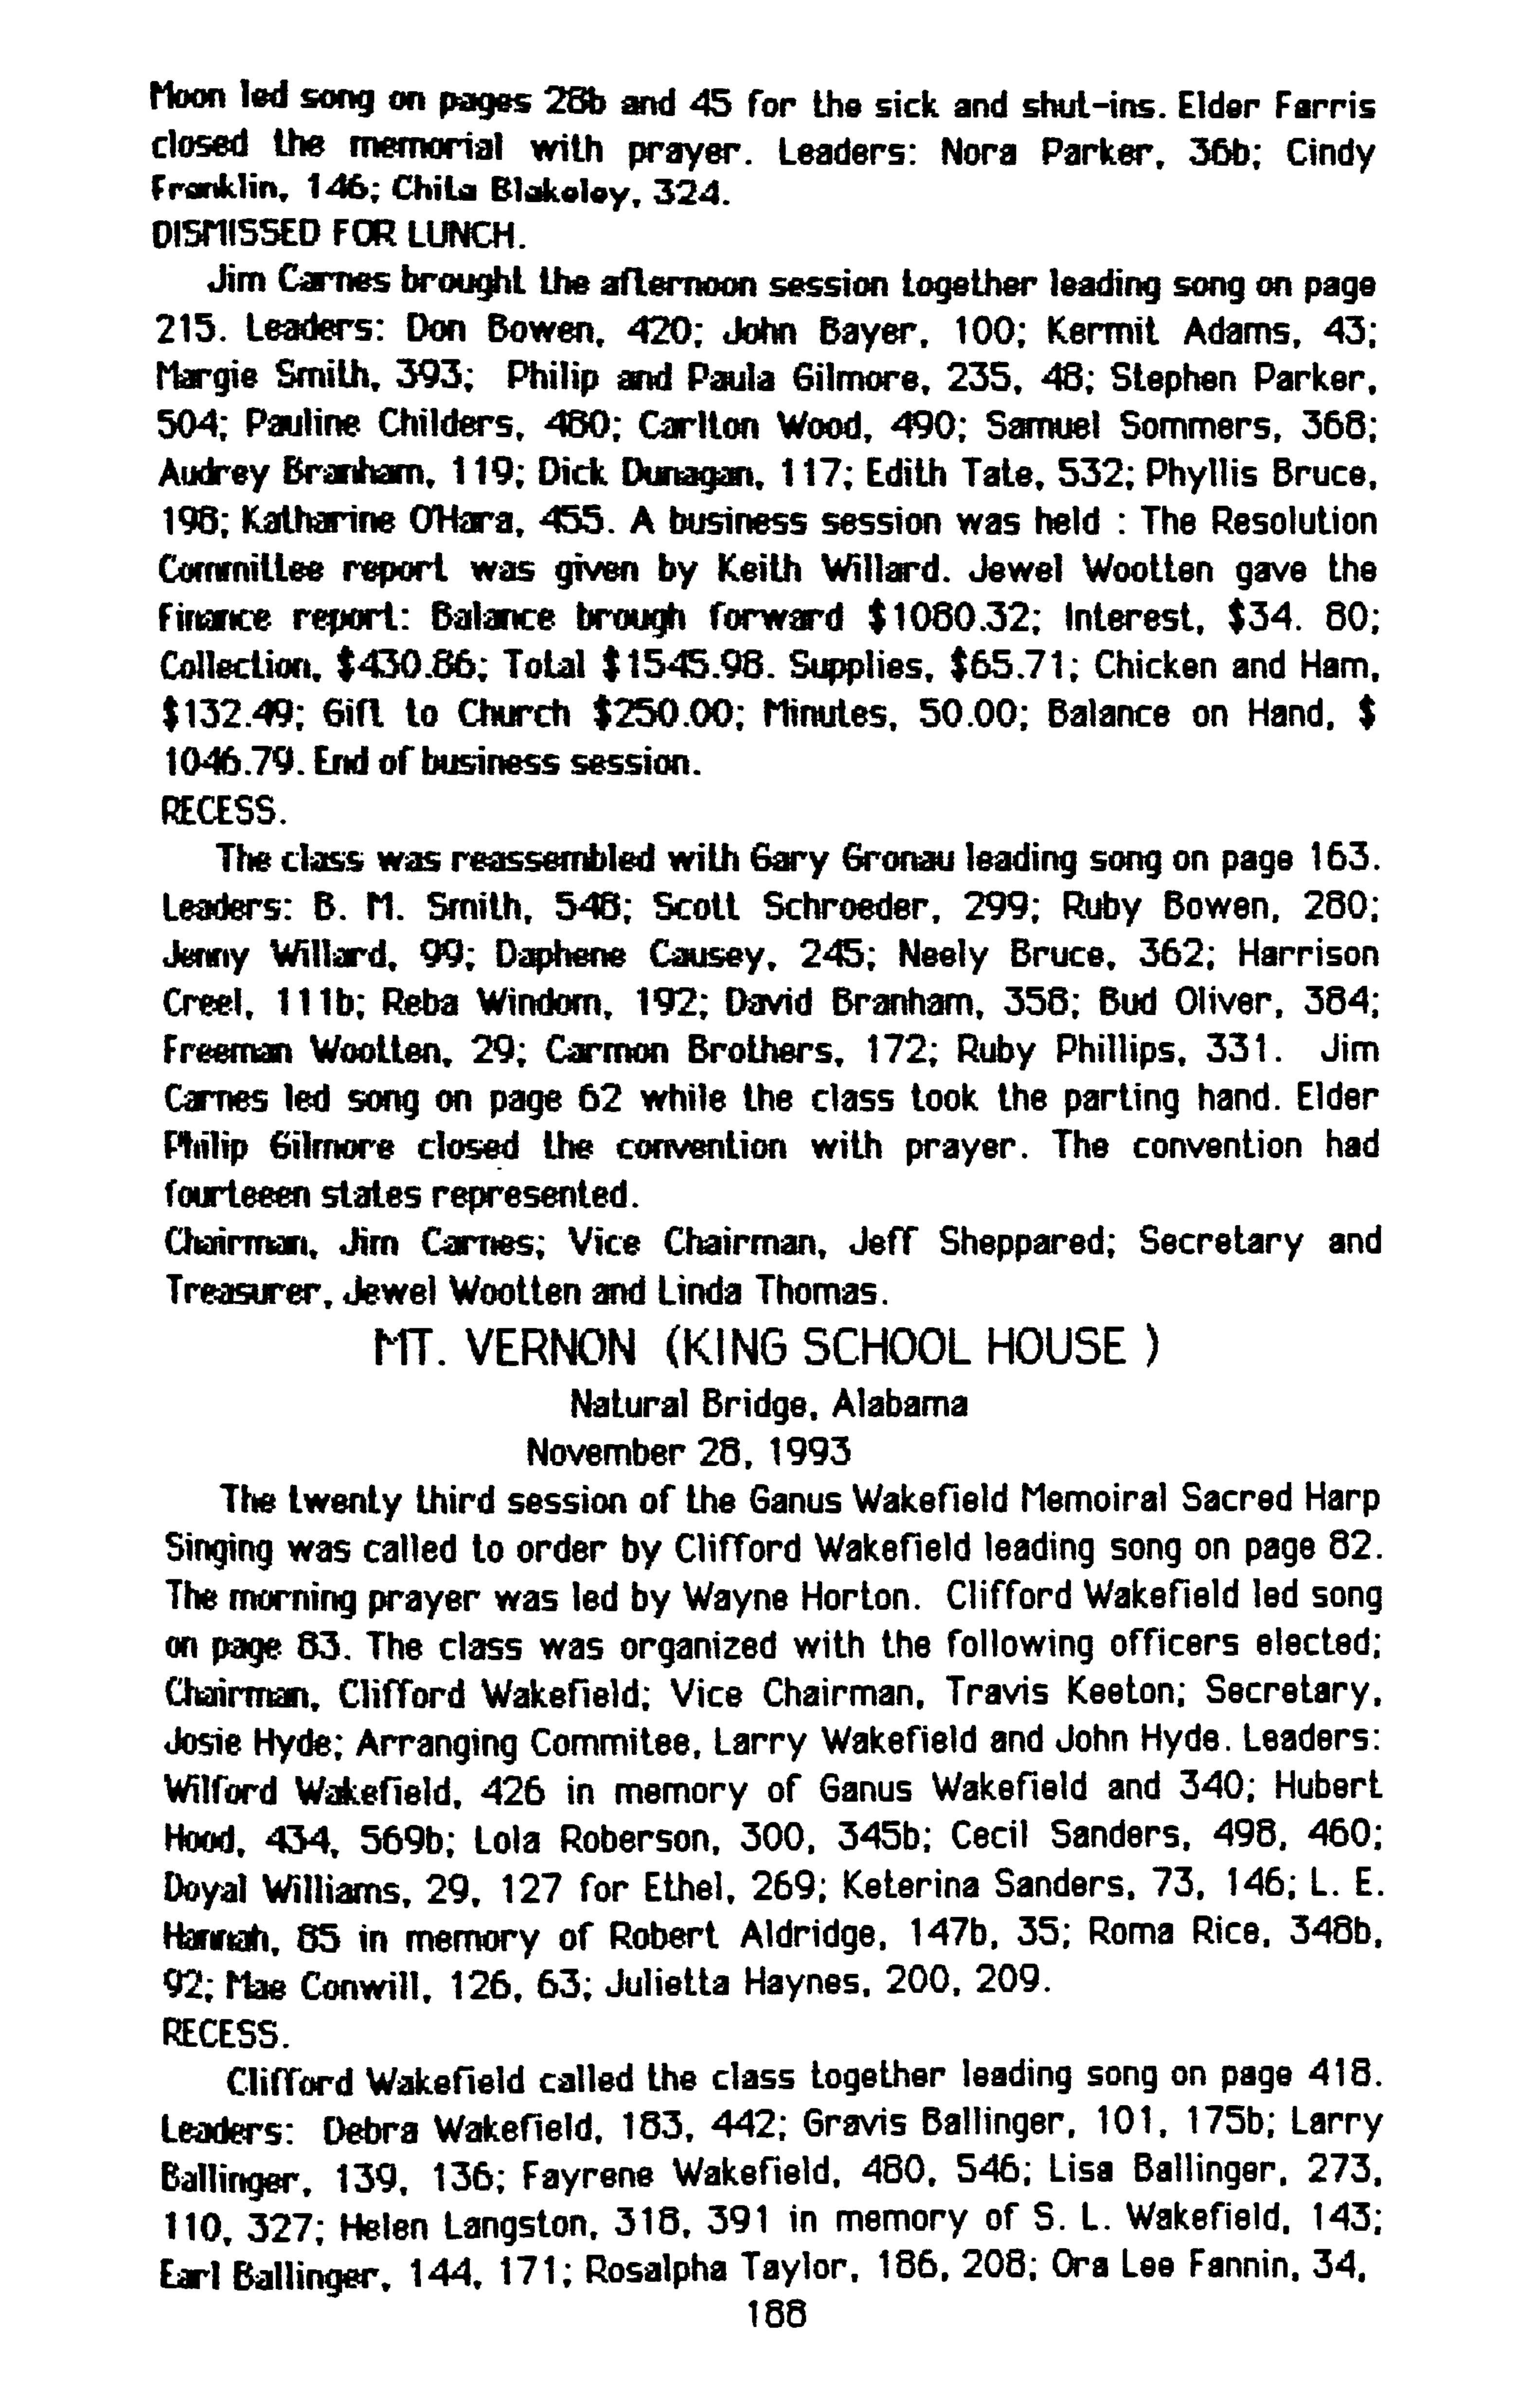 Moon led song on pages 28b and 45 for the sick and shut-ins. Elder Farris
closed the memorial with prayer. Leaders: Nora Parker, 36b; Cindy
Franklin, 146; Chita Blakeley, 324.
DISMISSED FOR LUNCH.
Jim Carnes brought the afternoon session together leading song on page
215. Leaders: Don Bowen, 420; John Bayer, 100; Kermit Adams, 43;
Margie Smith, 393; Philip and Paula Gilmore, 235, 48; Stephen Parker,
504; Pauline Childers, 480; Carlton Wood, 490; Samuel Sommers, 368;
Audrey Branham, 119; Dick Dunagan, 117; Edith Tate, 532; Phyllis Bruce,
198; Katharine O'Hara, 455. A business session was held : The Resolution
Committee report was given by Keith Willard. Jewel Wootten gave the
Finance report: Balance brough forward $1080.32; Interest, $34. 80;
Collection, $430.86; Total $1545.98. Supplies, $65.71; Chicken and Ham,
$132.49; Gift to Church $250.00; Minutes, 50.00; Balance on Hand, $
1046.79. End of business session.
RECESS.
The class was reassembled with Gary Gronau leading song on page 163.
Leaders: B. M. Smith, 548; Scott Schroeder, 299; Ruby Bowen, 280;
Jenny Willard, 99; Daphene Causey, 245; Neely Bruce, 362; Harrison
Creel, 111b; Reba Windom, 192; David Branham, 358; Bud Oliver, 384;
Freeman Wootten, 29; Carmon Brothers, 172; Ruby Phillips, 331. Jim
Carnes led song on page 62 while the class took the parting hand. Elder
Philip Gilmore closed the convention with prayer. The convention had
fourteeen states represented.
Chairman, Jim Carnes; Vice Chairman, Jeff Sheppared; Secretary and
Treasurer, Jewel Wootten and Linda Thomas.
MT. VERNON (KING SCHOOL HOUSE )
Natural Bridge, Alabama
November 28, 1993
The twenty third session of the Ganus Wakefield Memoiral Sacred Harp
Singing was called to order by Clifford Wakefield leading song on page 82.
The morning prayer was led by Wayne Horton. Clifford Wakefield led song
on page 83. The class was organized with the following officers elected;
Chairman, Clifford Wakefield; Vice Chairman, Travis Keeton; Secretary,
Josie Hyde; Arranging Commitee, Larry Wakefield and John Hyde. Leaders:
Wilford Wakefield, 426 in memory of Ganus Wakefield and 340; Hubert
Hood, 434, 569b; Lola Roberson, 300, 345b; Cecil Sanders, 498, 460;
Doyal Williams, 29, 127 for Ethel, 269; Keterina Sanders, 73, 146; L. E.
Hannah, 85 in memory of Robert Aldridge, 147b, 35; Roma Rice, 348b,
92; Mae Conwill, 126, 63; Julietta Haynes, 200, 209.
RECESS.
Clifford Wakefield called the class together leading song on page 418.
Leaders: Debra Wakefield, 183, 442; Gravis Ballinger, 101, 175b; Larry
Ballinger, 139, 136; Fayrene Wakefield, 480, 546; Lisa Ballinger, 273,
110, 327; Helen Langston, 318, 391 in memory of S. L. Wakefield, 143;
Earl Ballinger, 144, 171; Rosalpha Taylor, 186, 208; Ora Lee Fannin, 34,
188